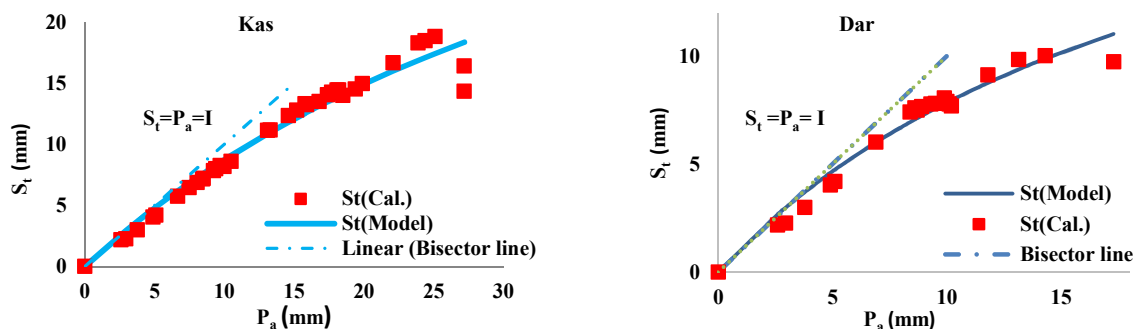 Kas
20
15
10
5
0
S_t (mm)
S_t=P_a=I
St(Cal.)
St(Model)
Linear (Bisector line)
0 5 10 15 20 25 30
P_a (mm)
Dar
10
5
0
S_t (mm)
S_t =P_a= I
St(Model)
St(Cal.)
Bisector line
0 5 10 15
P_a (mm)